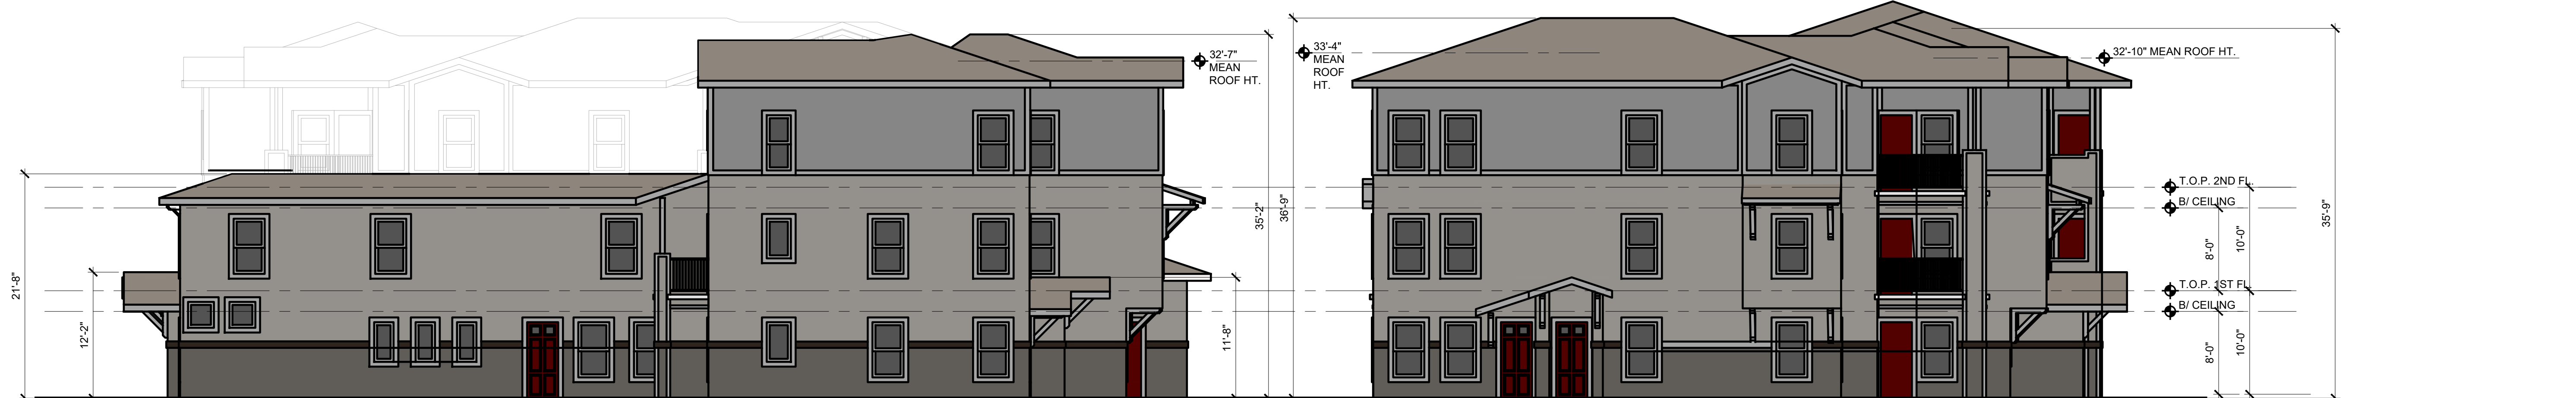 21'-8"
12'-2"
32'-7"
MEAN
ROOF HT.
11'-8"
35'-2"
36'-9"
33'-4"
MEAN
ROOF
HT.
32'-10" MEAN ROOF HT.
T.O.P. 2ND FL.
B/ CEILING
T.O.P. 1ST FL.
B/ CEILING
8'-0"
10'-0"
8'-0"
10'-0"
35'-9"